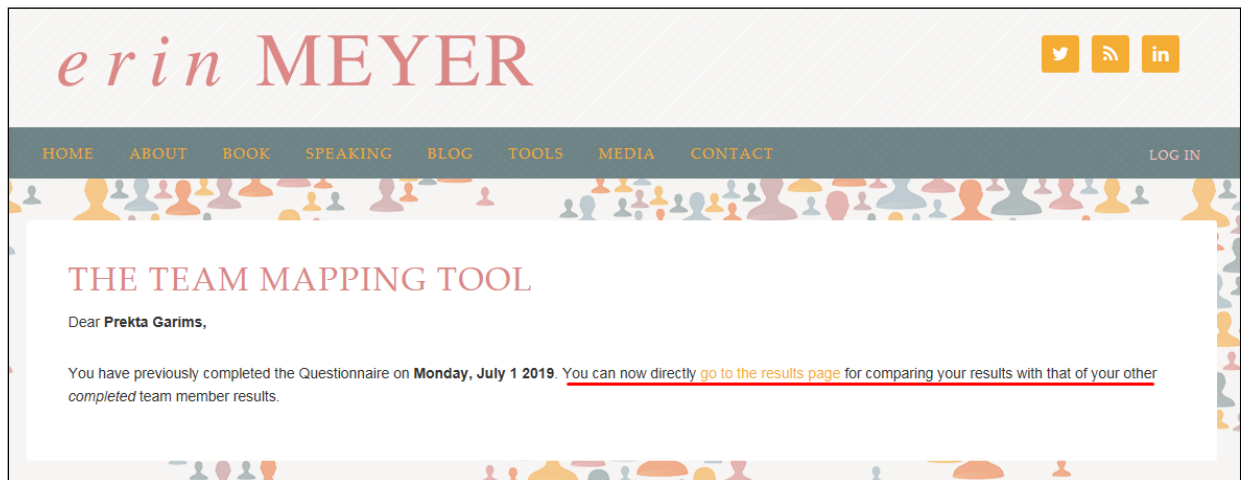 erin MEYER
in
HOME ABOUT BOOK SPEAKING BLOG TOOLS MEDIA CONTACT LOG IN
THE TEAM MAPPING TOOL
Dear Prekta Garims,
You have previously completed the Questionnaire on Monday, July 1 2019. You can now directly go to the results page for comparing your results with that of your other
completed team member results.